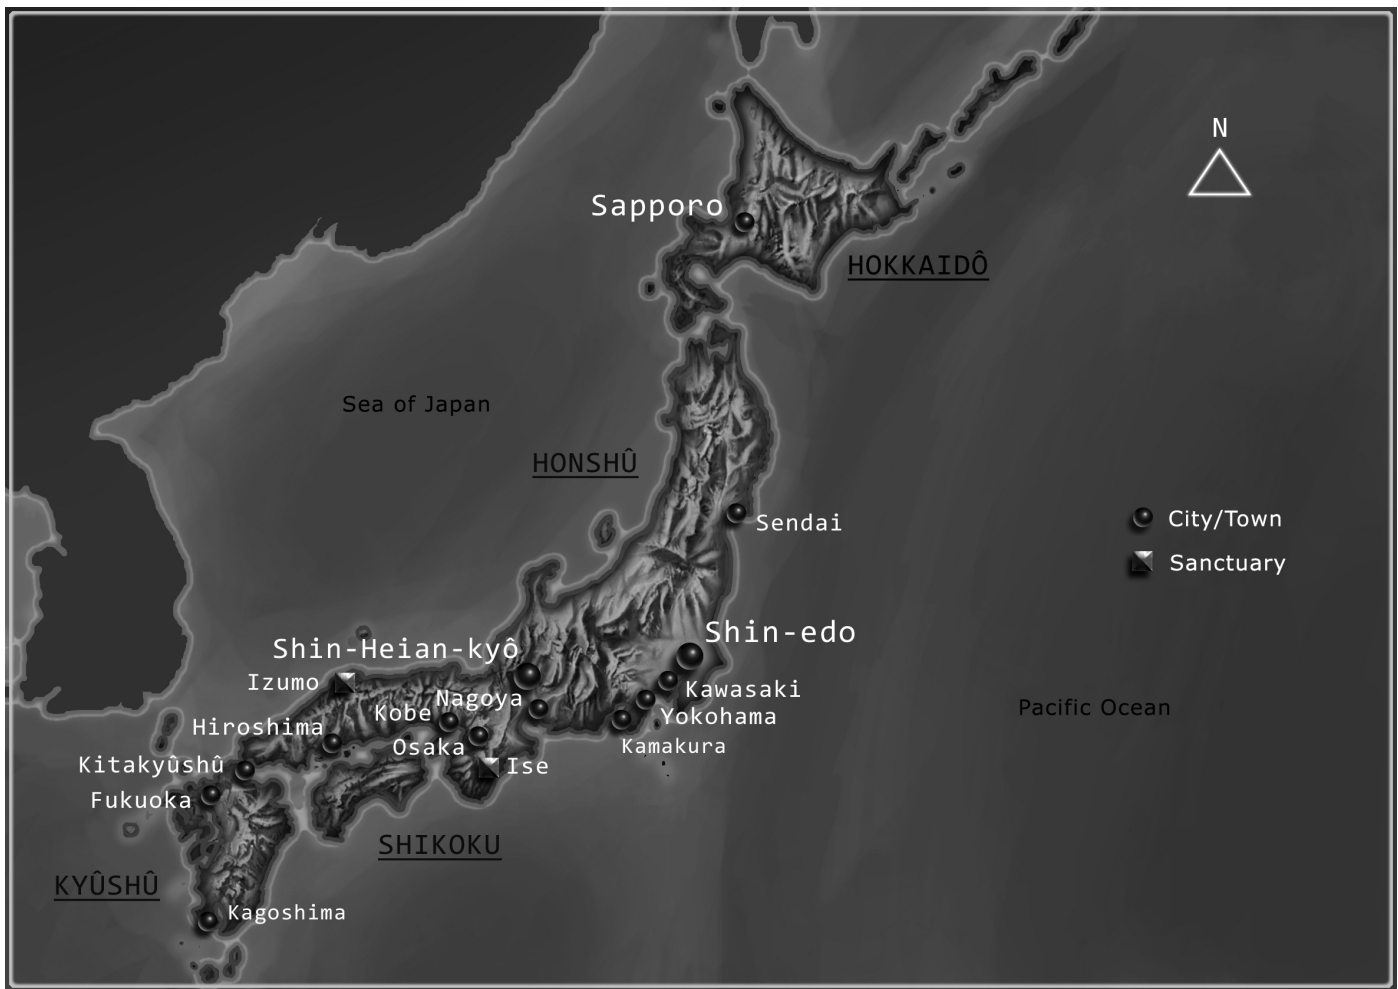 N
Sapporo
HOKKAIDÔ
Sea of Japan
HONSHÛ
City/Town
Sendai
Sanctuary
Shin-edo
Shin-Heian-kyô
Izumo
Kawasaki
Nagoya
Pacific Ocean
Kobe
Yokohama
Hiroshima
Osaka
Kamakura
Kitakyûshû
Ise
Fukuoka
SHIKOKU
KYÛSHÛ
Kagoshima